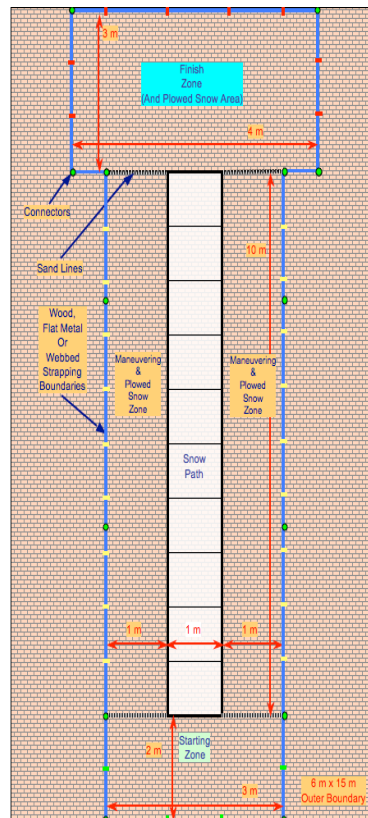 3 m
Finish
Zone
(And Plowed Snow Area)
4 m
Connectors
10 m
Sand Lines
Wood,
Flat Metal
Or
Webbed
Strapping
Boundaries
Maneuvering
&
Plowed
Snow
Zone
Maneuvering
&
Plowed
Snow
Zone
Snow
Path
1 m
1 m
1 m
Starting
Zone
2 m
3 m
6 m x 15 m
Outer Boundary